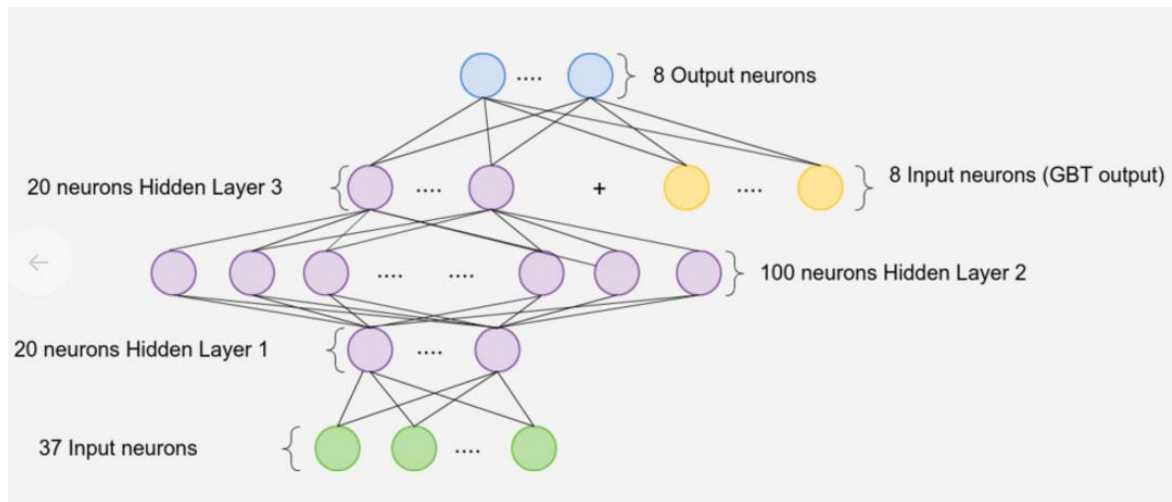 8 Output neurons
20 neurons Hidden Layer 3
....
+
....
8 Input neurons (GBT output)
.... ....
100 neurons Hidden Layer 2
20 neurons Hidden Layer 1
....
37 Input neurons
....